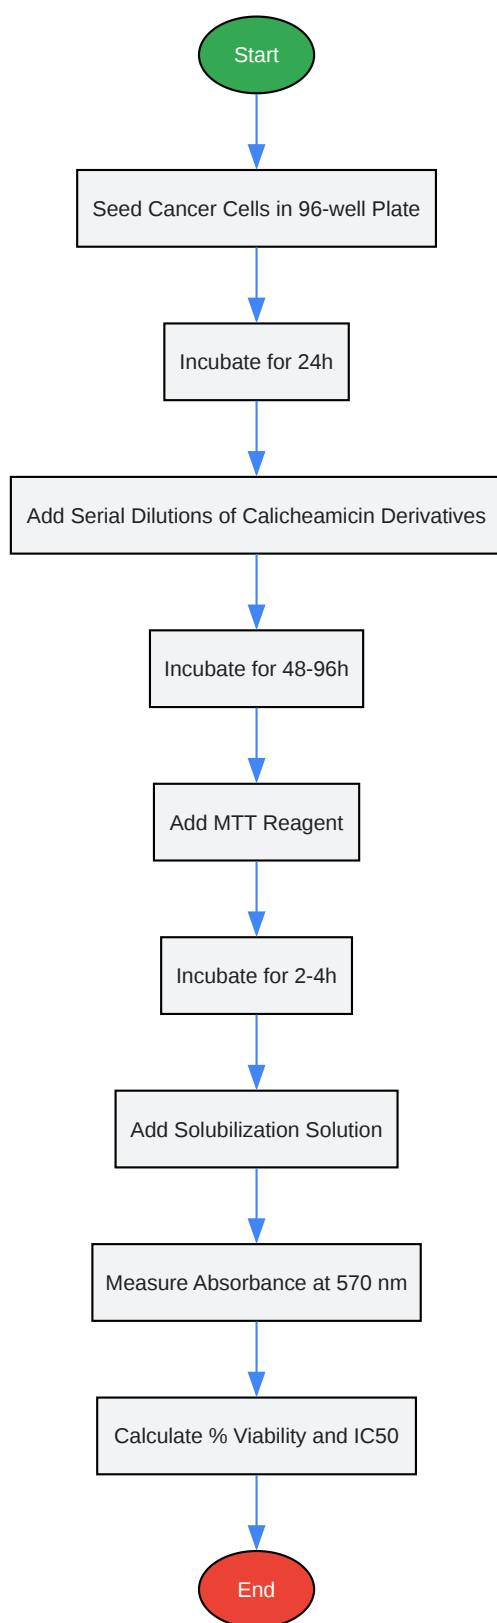 Start
Seed Cancer Cells in 96-well Plate
Incubate for 24h
Add Serial Dilutions of Calicheamicin Derivatives
Incubate for 48-96h
Add MTT Reagent
Incubate for 2-4h
Add Solubilization Solution
Measure Absorbance at 570 nm
Calculate % Viability and IC50
End